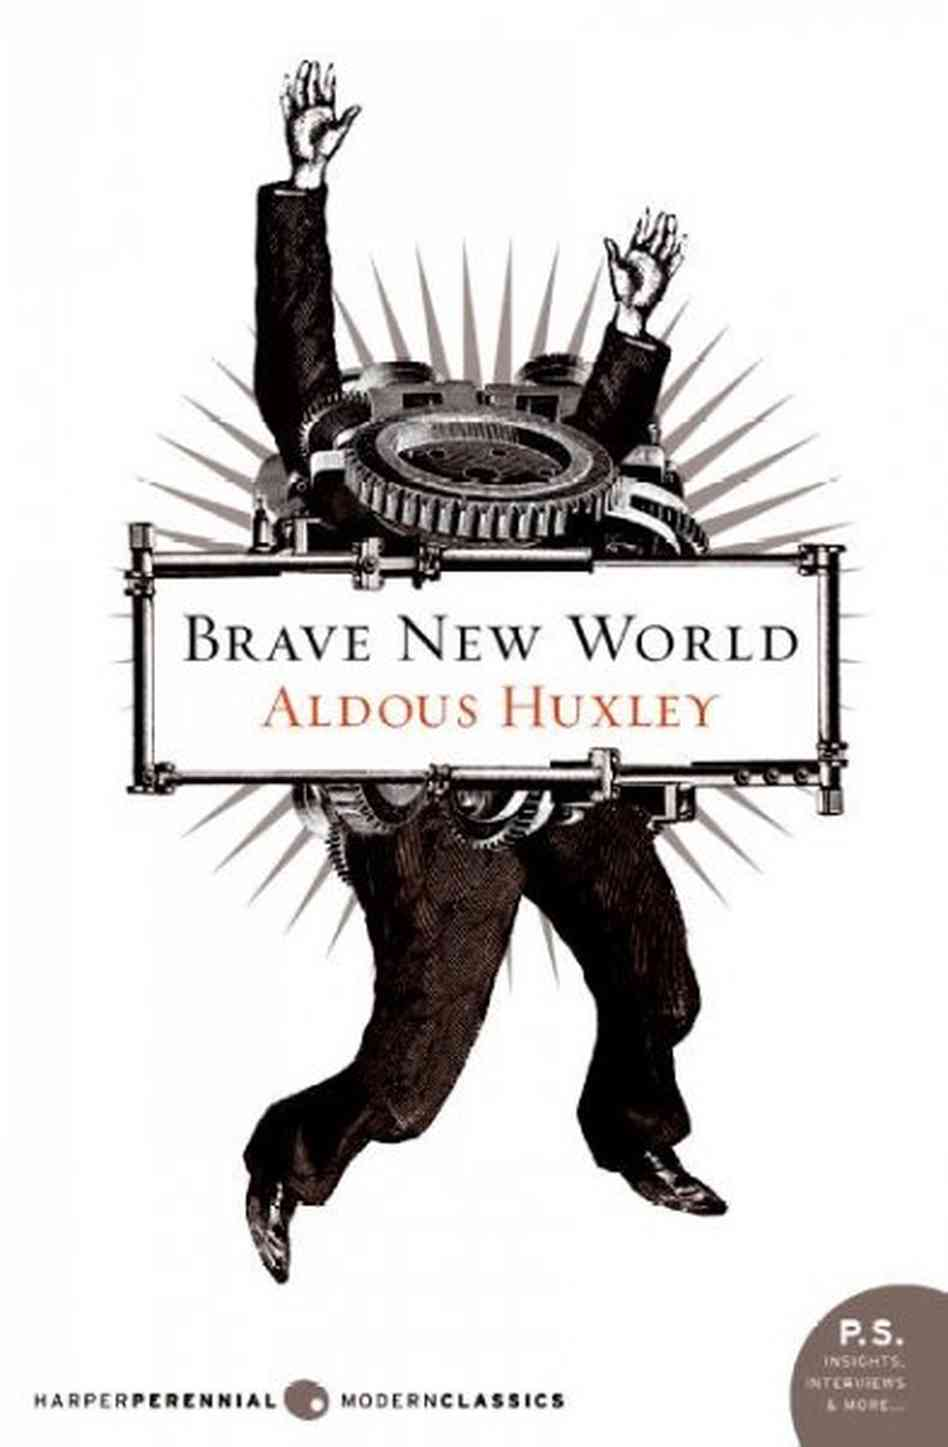 BRAVE NEW WORLD
ALDOUS HUXLEY
P.S.
INSIGHTS,
INTERVIEWS
& MORE...
HARPERPERENNIAL MODERNCLASSICS